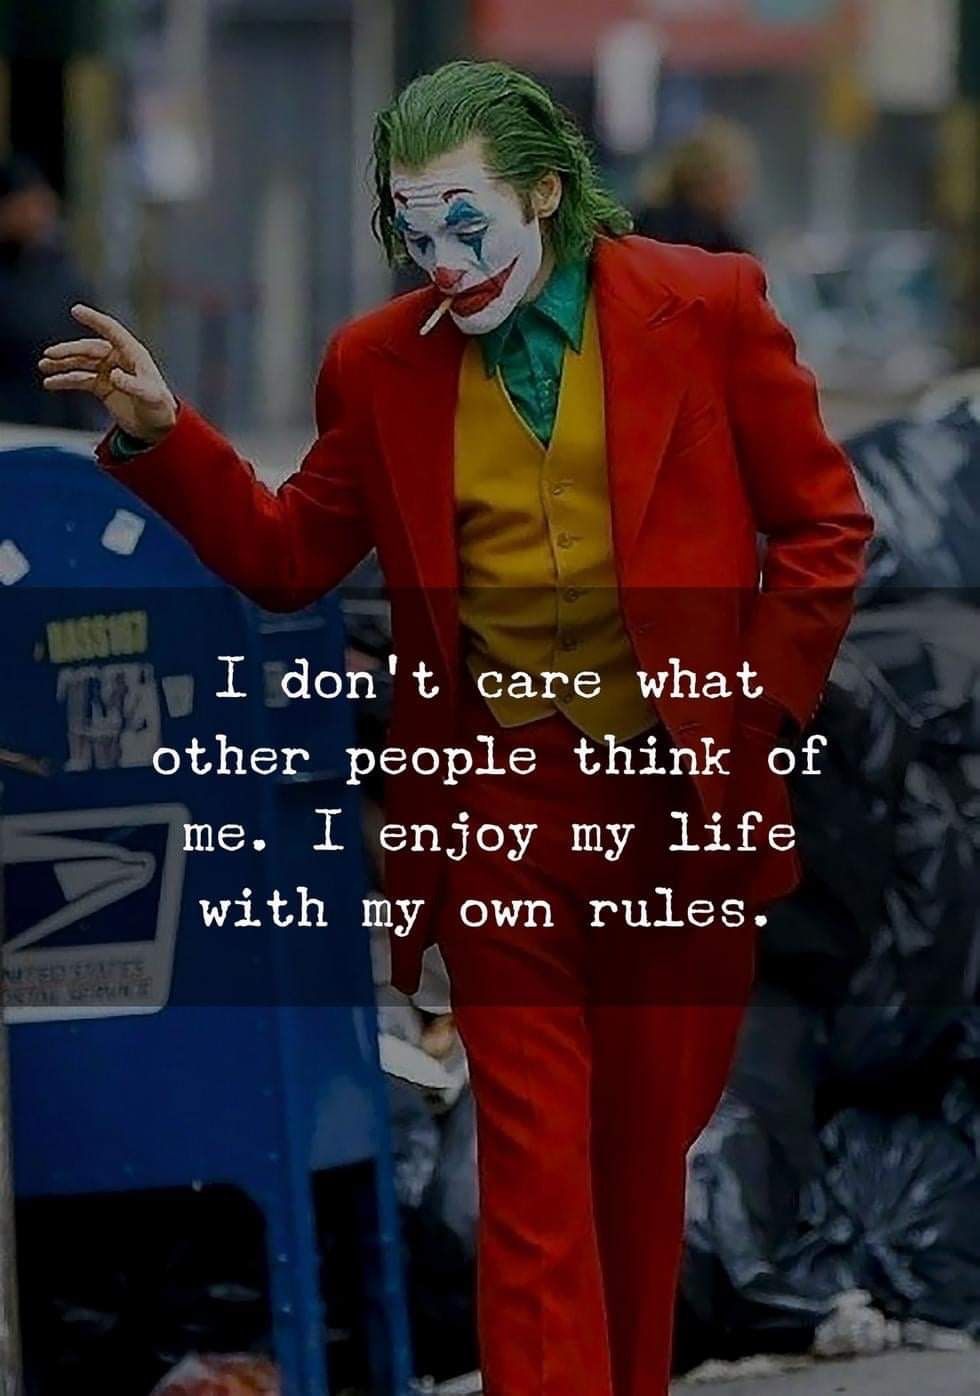 I don't care what
other people think of
me. I enjoy my life
with my own rules.